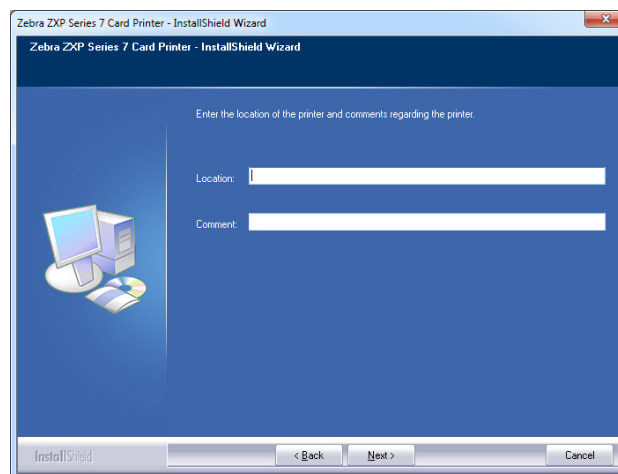 Zebra ZXP Series 7 Card Printer - InstallShield Wizard
Zebra ZXP Series 7 Card Printer - InstallShield Wizard
Enter the location of the printer and comments regarding the printer.
Location:
Comment:
InstallShield
< Back
Next >
Cancel